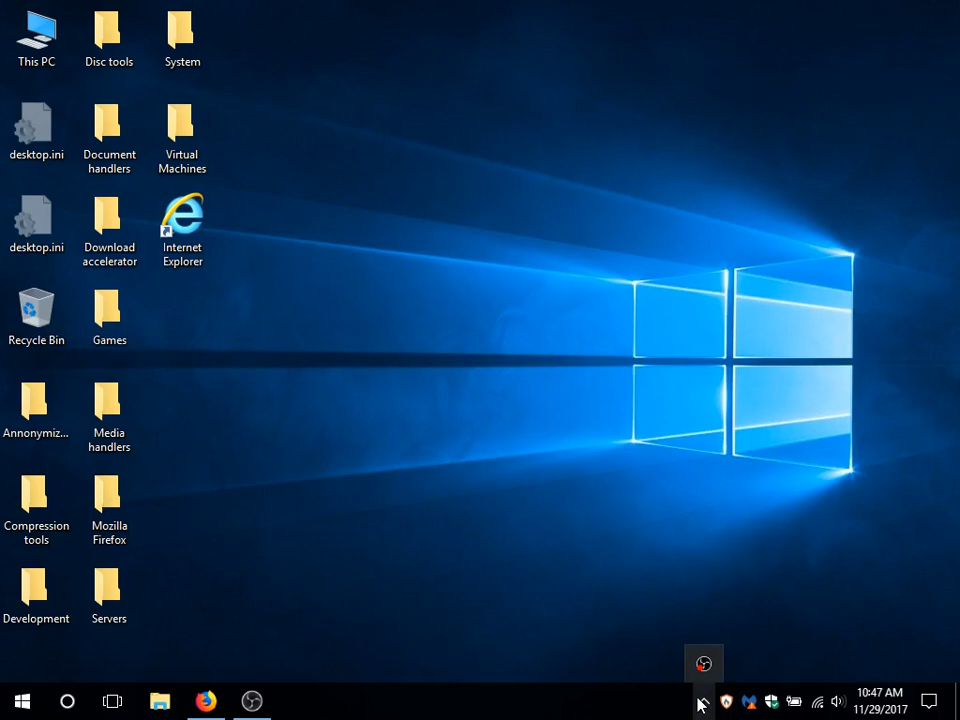 This PC
Disc tools
System
desktop.ini
Document
handlers
Virtual
Machines
desktop.ini
Download
accelerator
Internet
Explorer
Recycle Bin
Games
Annonymiz...
Media
handlers
Compression
tools
Mozilla
Firefox
Development
Servers
10:47 AM
11/29/2017